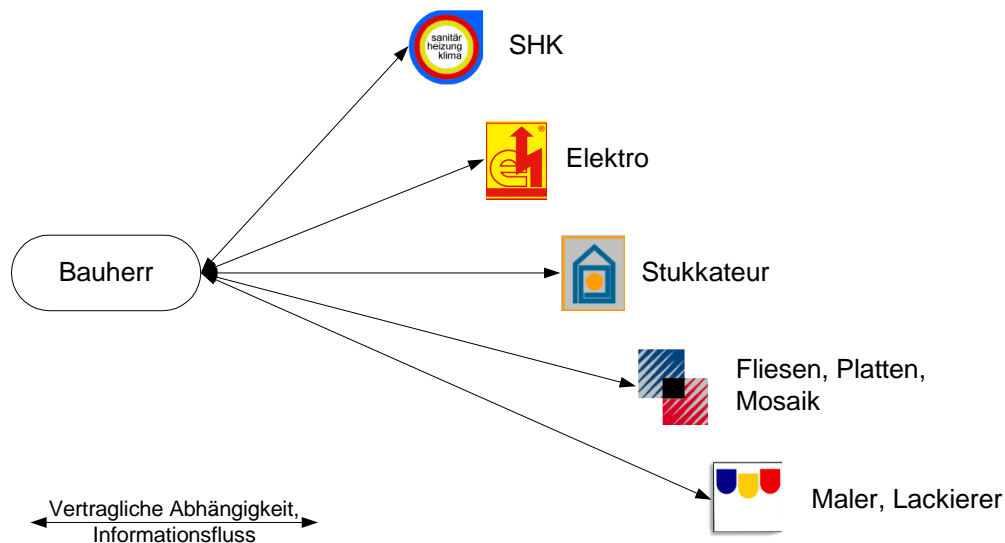 sanitär
heizung
klima
SHK
e
®
Elektro
Bauherr
Stukkateur
Fliesen, Platten,
Mosaik
Maler, Lackierer
Vertragliche Abhängigkeit,
Informationsfluss